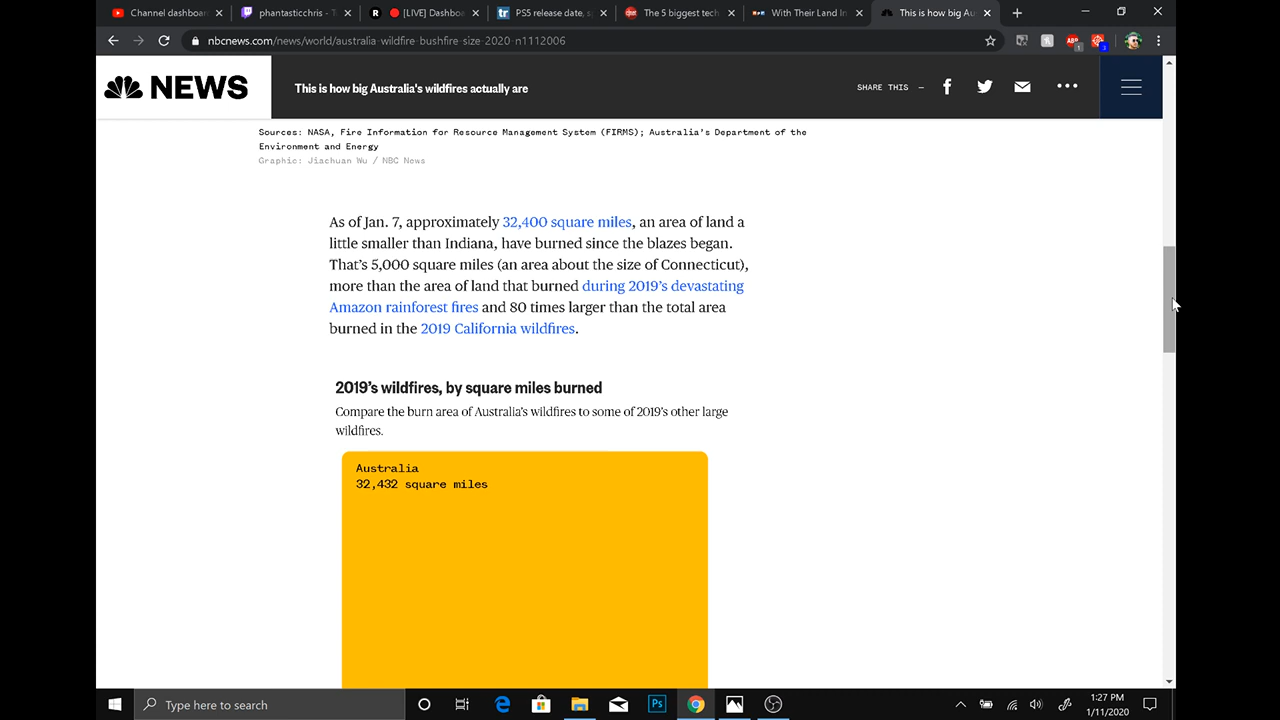 Channel dashboar
phantasticchris - T
[LIVE] Dashboa
PS5 release date, s
The 5 biggest tech
With Their Land In
This is how big Au
nbcnews.com/news/world/australia-wildfire-bushfire-size-2020-n1112006
NEWS
This is how big Australia's wildfires actually are
SHARE THIS –
Sources: NASA, Fire Information for Resource Management System (FIRMS); Australia's Department of the
Environment and Energy
Graphic: Jiachuan Wu / NBC News
As of Jan. 7, approximately 32,400 square miles, an area of land a
little smaller than Indiana, have burned since the blazes began.
That's 5,000 square miles (an area about the size of Connecticut),
more than the area of land that burned during 2019's devastating
Amazon rainforest fires and 80 times larger than the total area
burned in the 2019 California wildfires.
2019's wildfires, by square miles burned
Compare the burn area of Australia's wildfires to some of 2019's other large
wildfires.
Australia
32,432 square miles
Type here to search
1:27 PM
1/11/2020